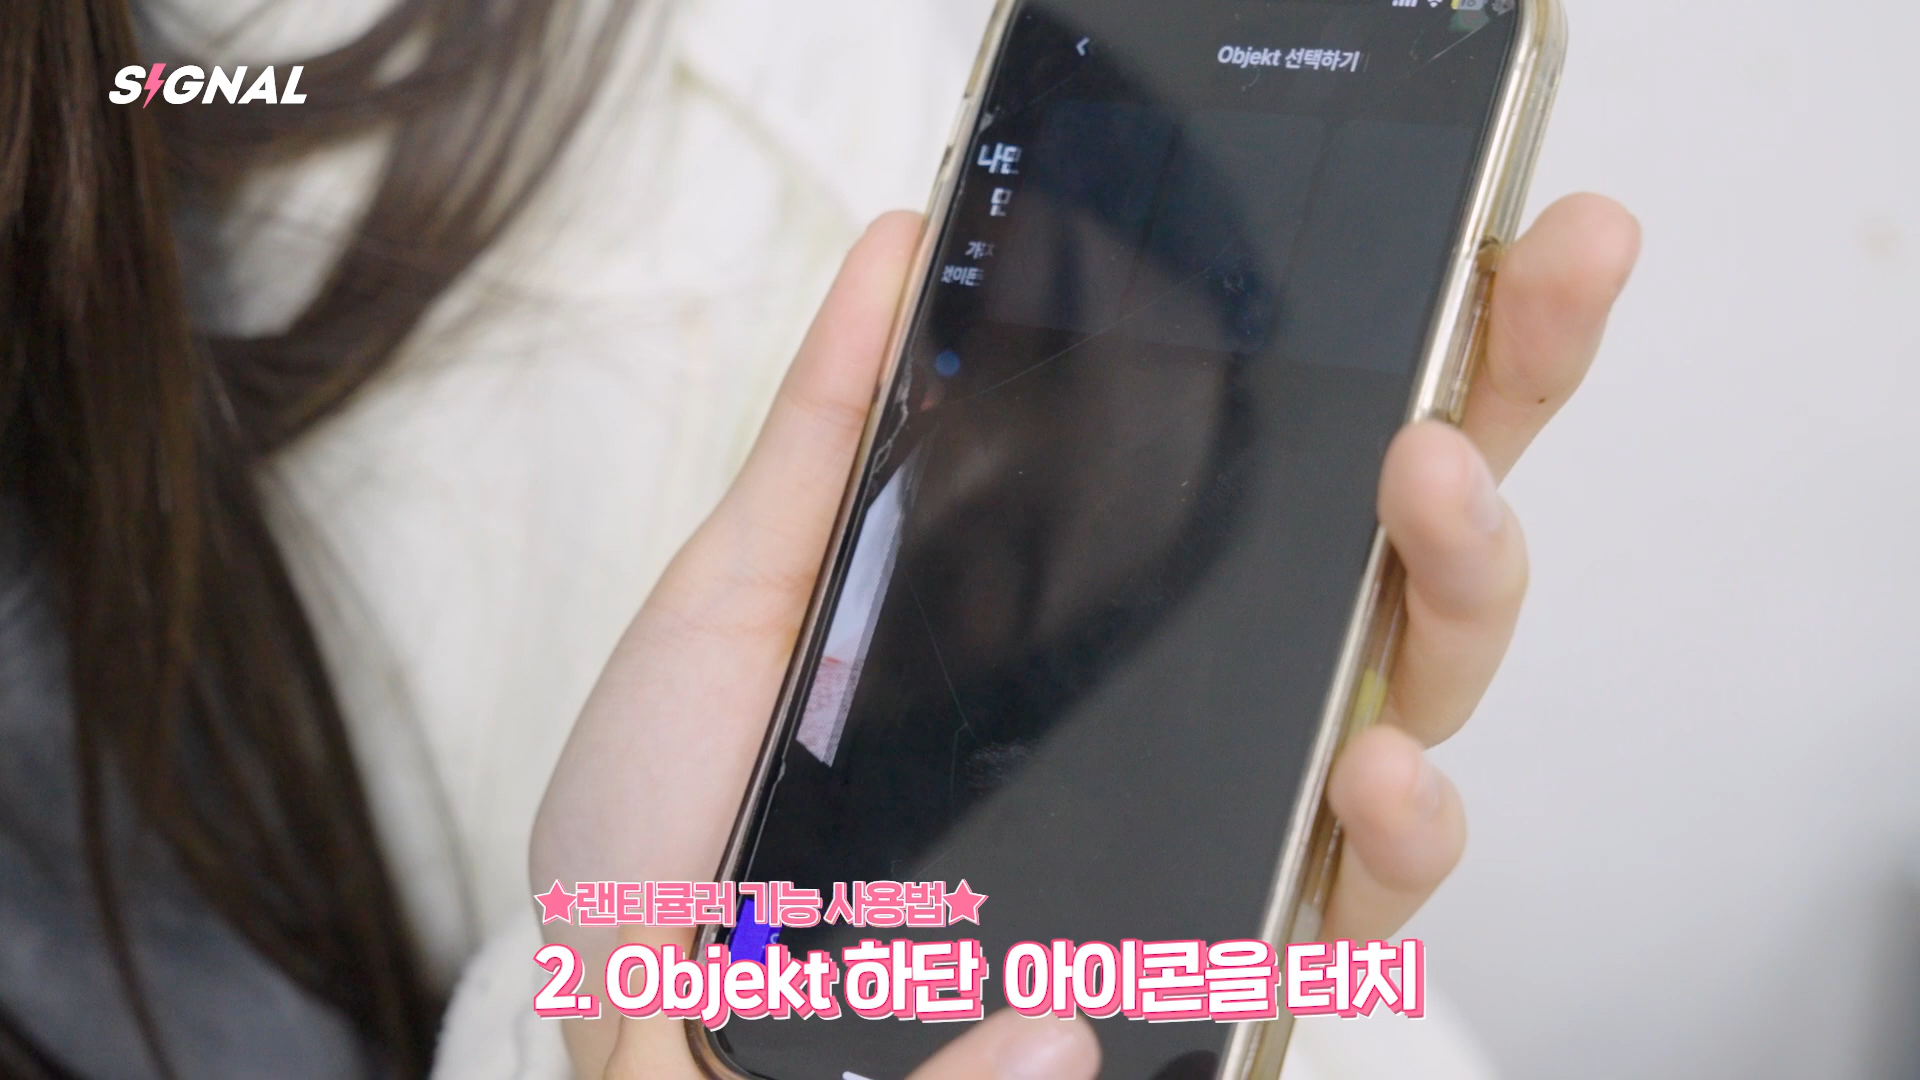 SIGNAL
Objekt 선택하기
★랜티큘러 기능 사용법★
2. Objekt 하단 아이콘을 터치